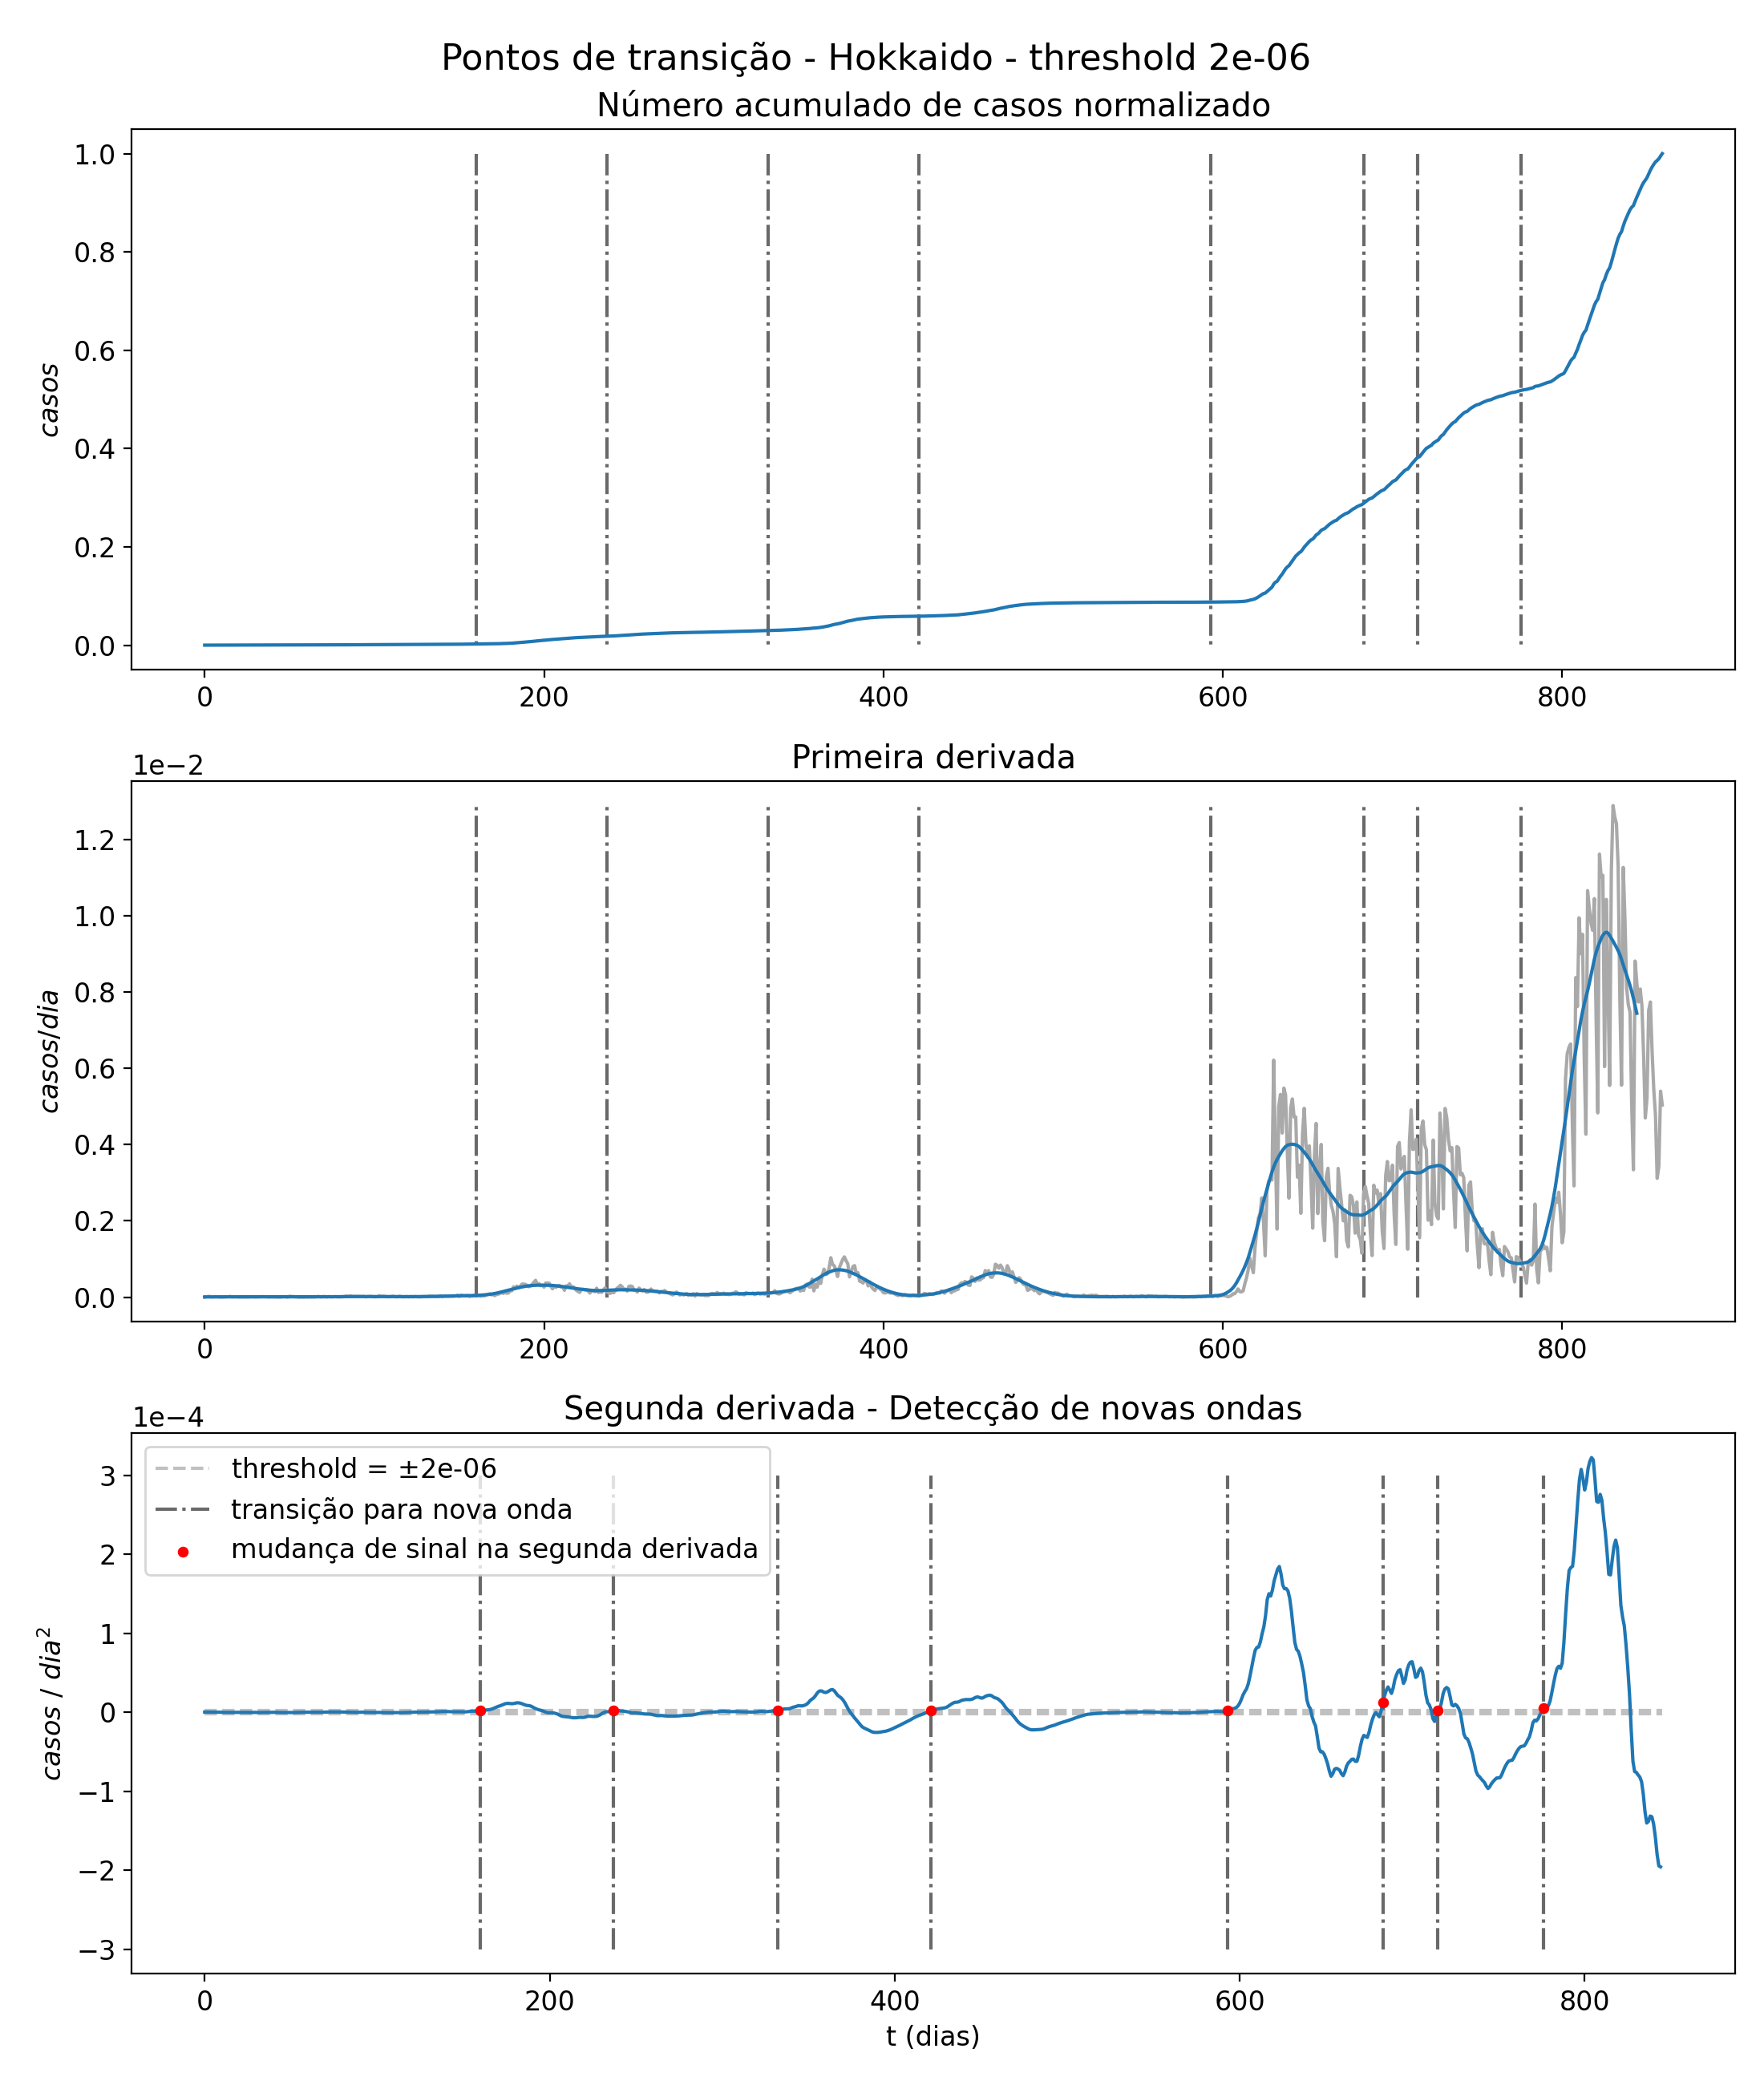 Pontos de transição - Hokkaido - threshold 2e-06
Número acumulado de casos normalizado
1.0
0.8
0.6
0.4
0.2
0.0
casos
0 200 400 600 800
Primeira derivada
1e−2
1.2
1.0
0.8
0.6
0.4
0.2
0.0
casos/dia
0 200 400 600 800
Segunda derivada - Detecção de novas ondas
1e−4
threshold = ±2e-06
transição para nova onda
mudança de sinal na segunda derivada
3
2
1
0
−1
−2
−3
casos / dia²
0 200 400 600 800
t (dias)